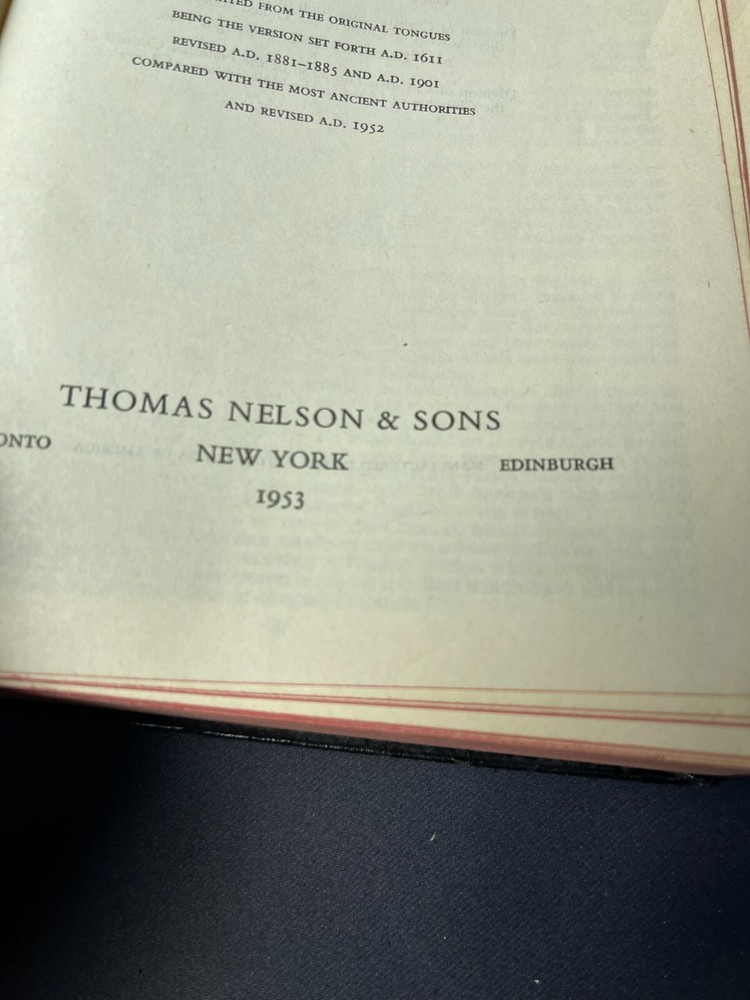 FROM THE ORIGINAL TONGUES
BEING THE VERSION SET FORTH A.D. 1611
REVISED A.D. 1881–1885 AND A.D. 1901
COMPARED WITH THE MOST ANCIENT AUTHORITIES
AND REVISED A.D. 1952
THOMAS NELSON & SONS
ONTO NEW YORK EDINBURGH
1953